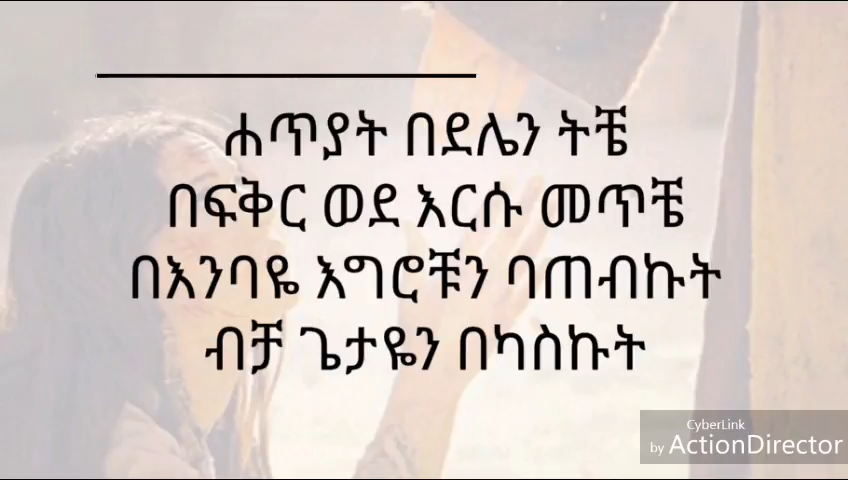 ሐጥያት በደሌን ትቼ
በፍቅር ወደ እርሱ መጥቼ
በእንባዬ እግሮቹን ባጠብኩት
ብቻ ጌታዬን በካስኩት
CyberLink
by ActionDirector